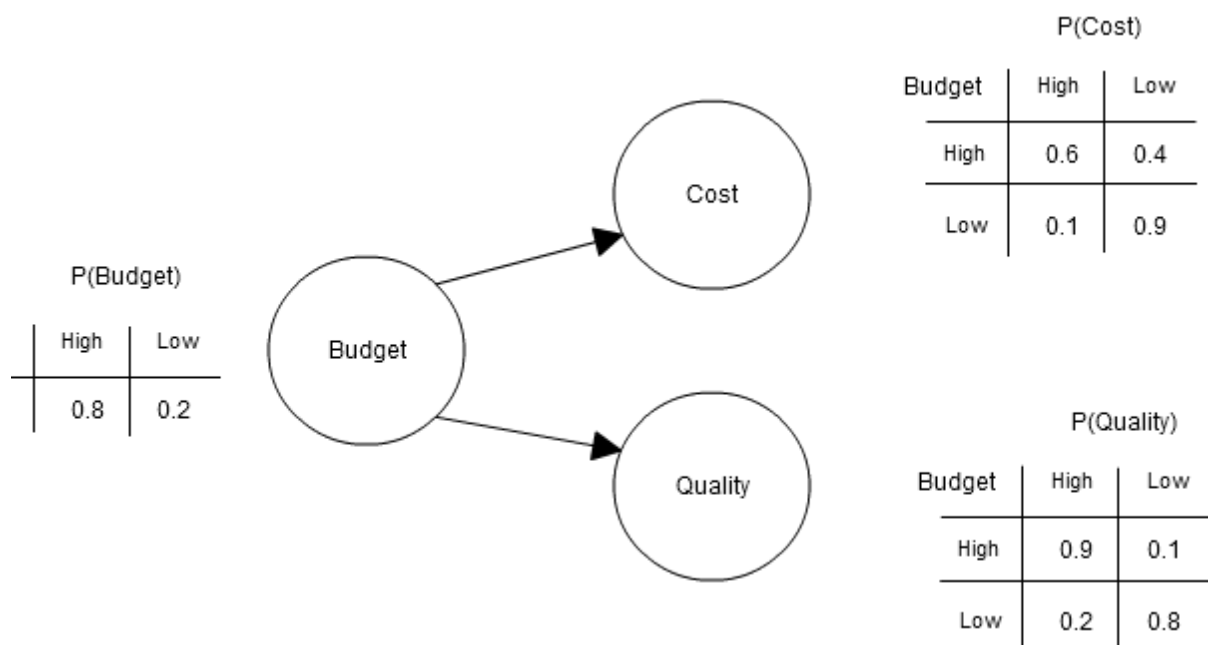 P(Cost)
Budget High Low
High 0.6 0.4
Low 0.1 0.9
Cost
P(Budget)
High Low
0.8 0.2
Budget
Quality
P(Quality)
Budget High Low
High 0.9 0.1
Low 0.2 0.8